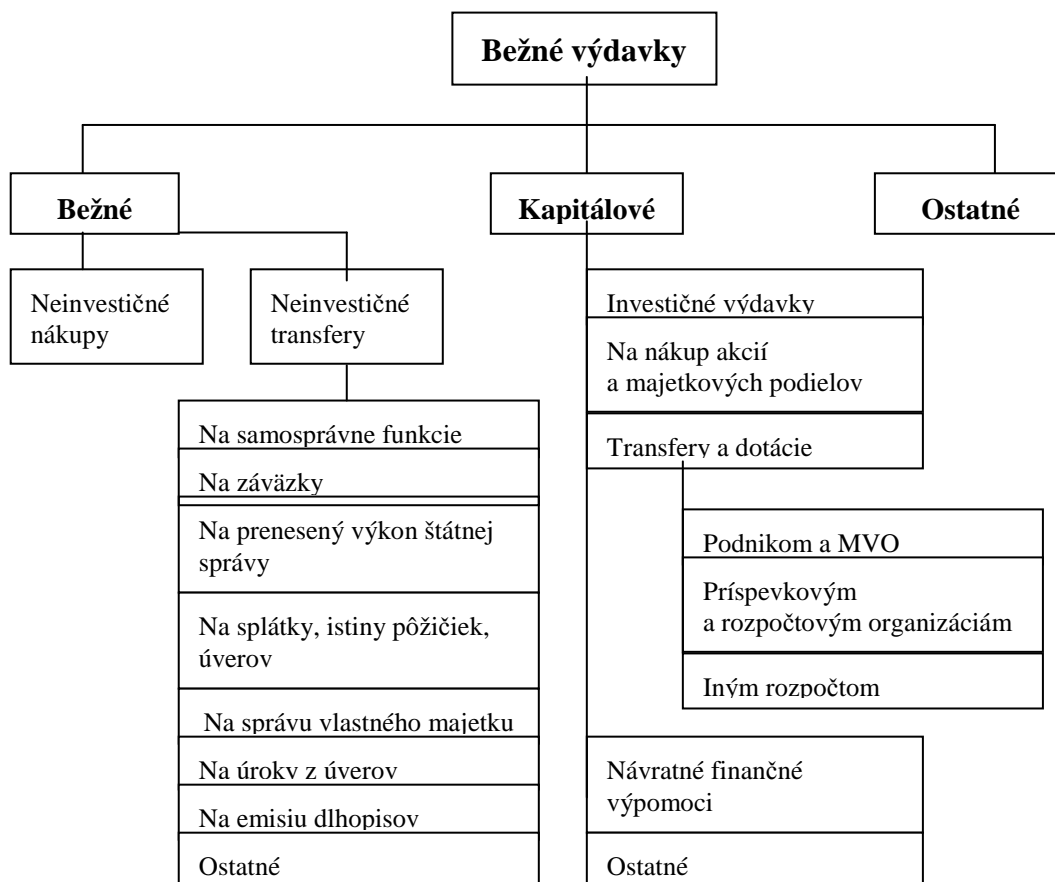 Bežné výdavky
Bežné
Kapitálové
Ostatné
Neinvestičné
nákupy
Neinvestičné
transfery
Na samosprávne funkcie
Na záväzky
Na prenesený výkon štátnej
správy
Na splátky, istiny pôžičiek,
úverov
Na správu vlastného majetku
Na úroky z úverov
Na emisiu dlhopisov
Ostatné
Investičné výdavky
Na nákup akcií
a majetkových podielov
Transfery a dotácie
Podnikom a MVO
Príspevkovým
a rozpočtovým organizáciám
Iným rozpočtom
Návratné finančné
výpomoci
Ostatné